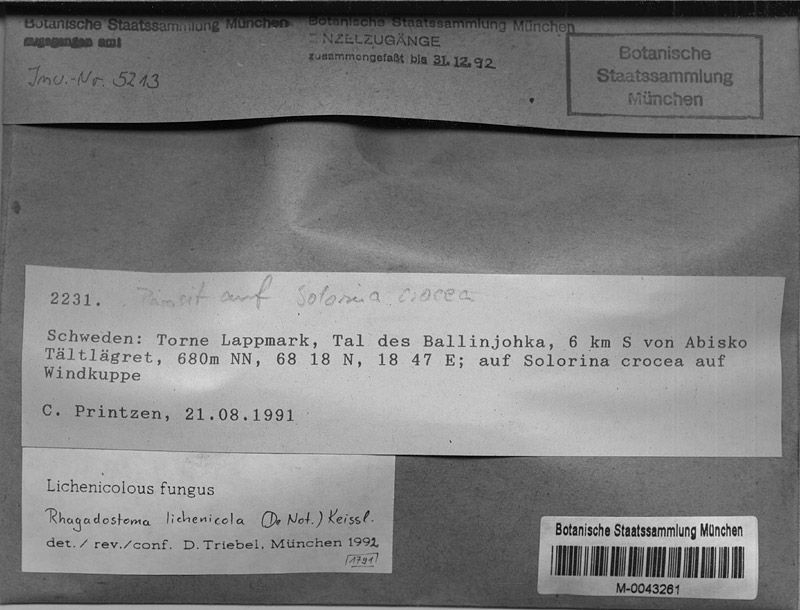 Botanische Staatssammlung München
zugegangen am:
Inv.-Nr. 5213
Botanische Staatssammlung München
EINZELZUGÄNGE
zusammengefaßt bis 31.12.92
Botanische
Staatssammlung
München
2231. Parasit auf Solorina crocea
Schweden: Torne Lappmark, Tal des Ballinjohka, 6 km S von Abisko
Tältlägret, 680m NN, 68 18 N, 18 47 E; auf Solorina crocea auf
Windkuppe
C. Printzen, 21.08.1991
Lichenicolous fungus
Rhagadostoma lichenicola (De Not.) Keissl.
det./ rev./conf. D. Triebel, München 1992
1791
Botanische Staatssammlung München
M-0043261